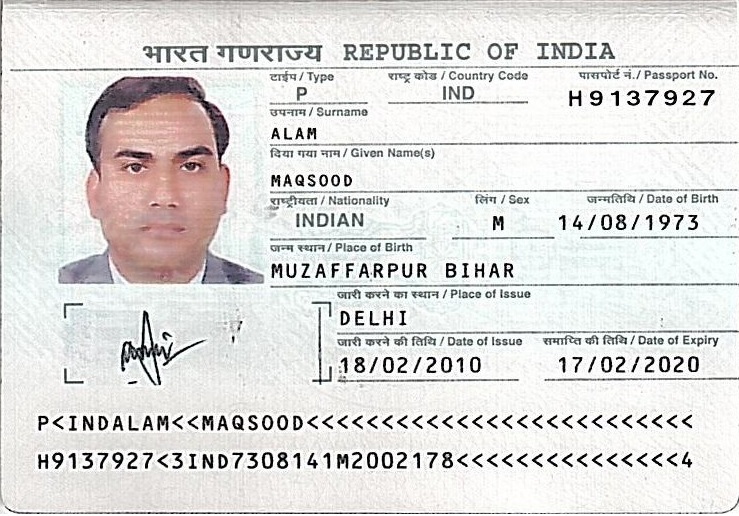 भारत गणराज्य REPUBLIC OF INDIA
टाईप / Type राष्ट्र कोड / Country Code पासपोर्ट नं. / Passport No.
P IND H9137927
उपनाम / Surname
ALAM
दिया गया नाम / Given Name(s)
MAQSOOD
राष्ट्रीयता / Nationality लिंग / Sex जन्मतिथि / Date of Birth
INDIAN M 14/08/1973
जन्म स्थान / Place of Birth
MUZAFFARPUR BIHAR
जारी करने का स्थान / Place of Issue
DELHI
जारी करने की तिथि / Date of Issue समाप्ति की तिथि / Date of Expiry
18/02/2010 17/02/2020
P<INDALAM<<MAQSOOD<<<<<<<<<<<<<<<<<<<<<<<<<<
H9137927<3IND7308141M2002178<<<<<<<<<<<<<<<4